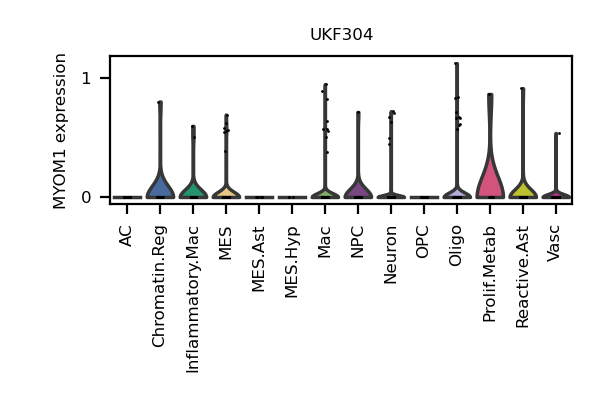 UKF304
MYOM1 expression
1
0
AC
Chromatin.Reg
Inflammatory.Mac
MES
MES.Ast
MES.Hyp
Mac
NPC
Neuron
OPC
Oligo
Prolif.Metab
Reactive.Ast
Vasc